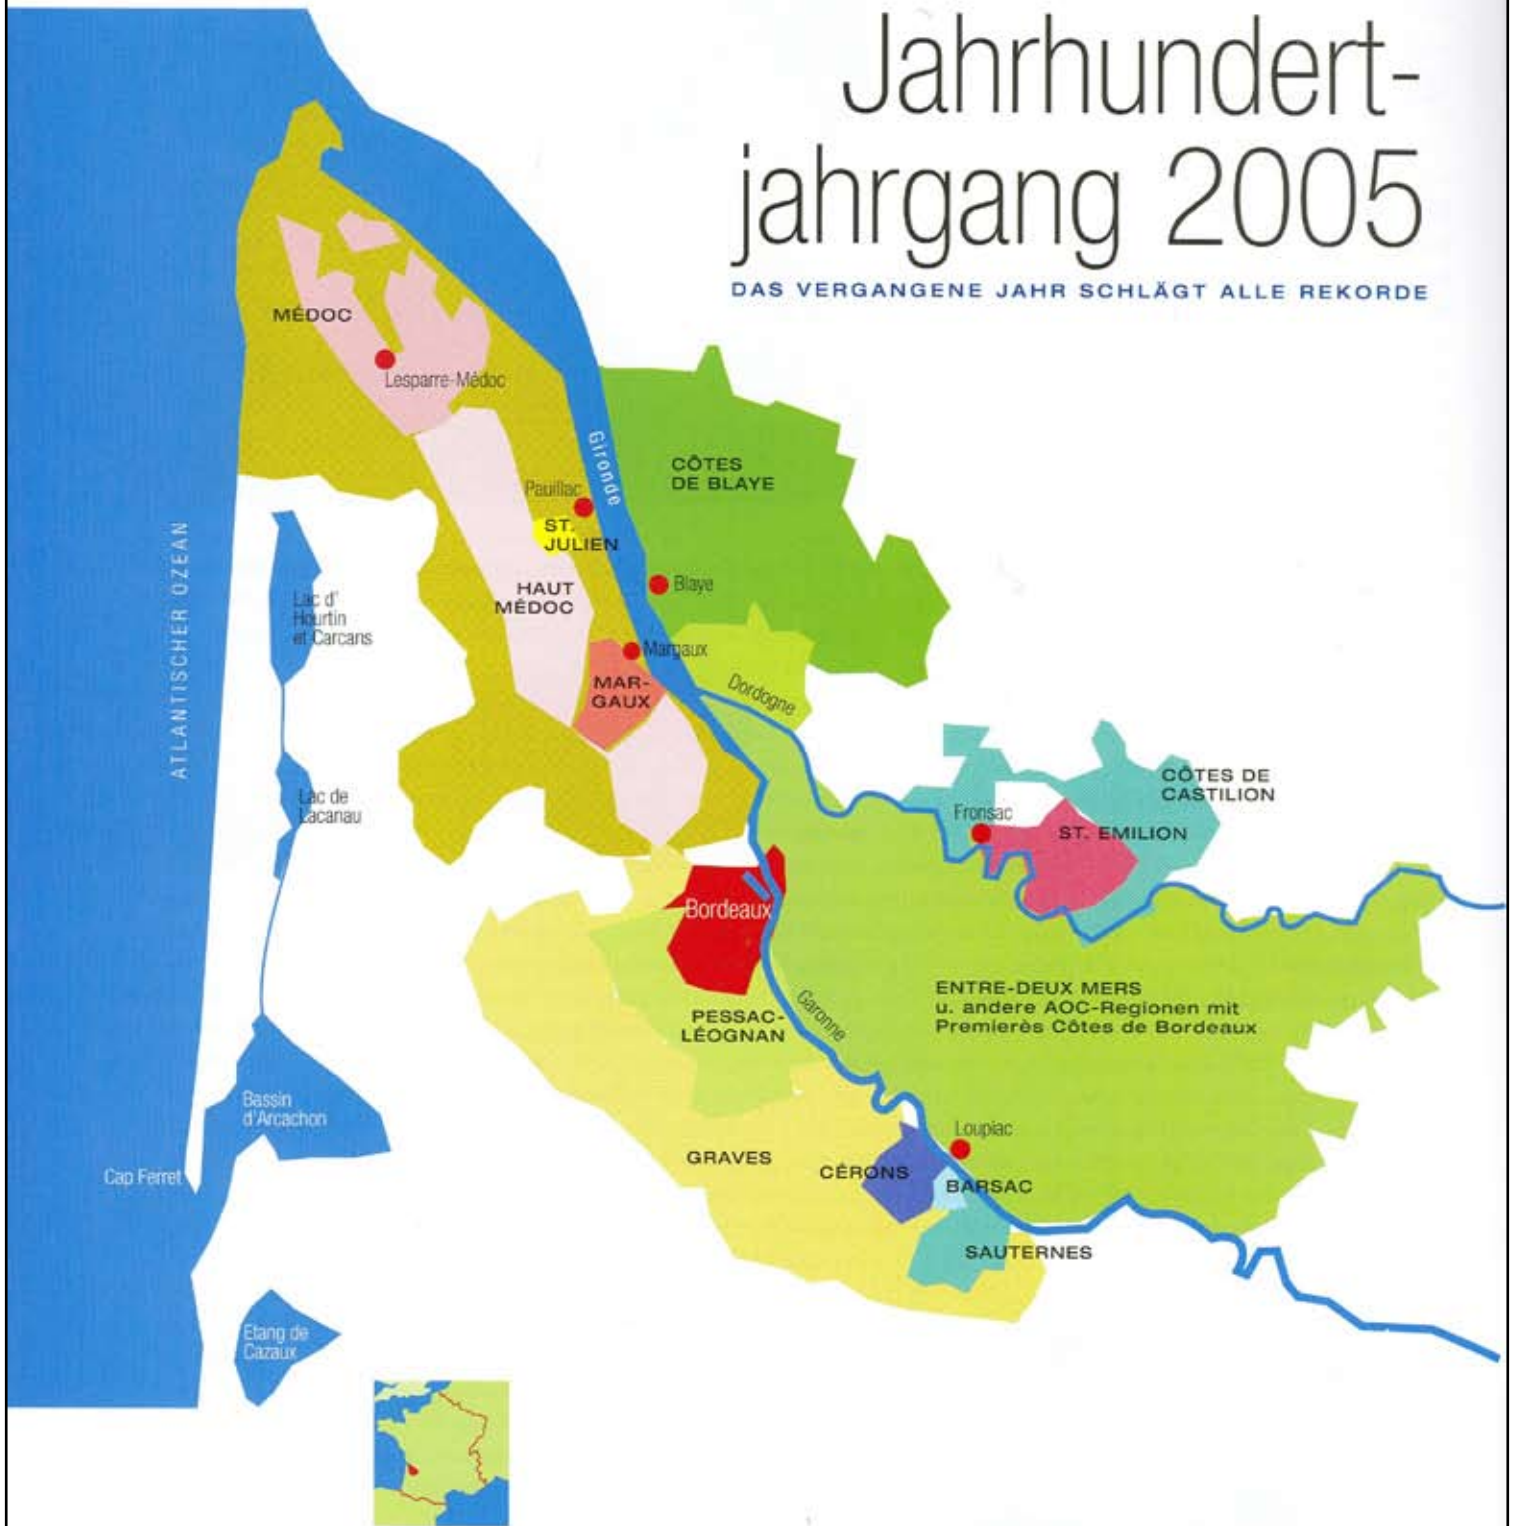 Jahrhundert-
jahrgang 2005
DAS VERGANGENE JAHR SCHLÄGT ALLE REKORDE
MÉDOC
Lesparre-Médoc
Gironde
CÔTES
DE BLAYE
Pauillac
ST.
JULIEN
HAUT
MÉDOC
Blaye
Margaux
MAR-
GAUX
Dordogne
ATLANTISCHER OZEAN
Lac d'
Hourtin
et Carcans
Lac de
Lacanau
CÔTES DE
CASTILION
Fronsac
ST. EMILION
Bordeaux
ENTRE-DEUX MERS
u. andere AOC-Regionen mit
Premierès Côtes de Bordeaux
Garonne
PESSAC-
LÉOGNAN
Bassin
d'Arcachon
Cap Ferret
GRAVES
CÉRONS
Loupiac
BARSAC
SAUTERNES
Etang de
Cazaux